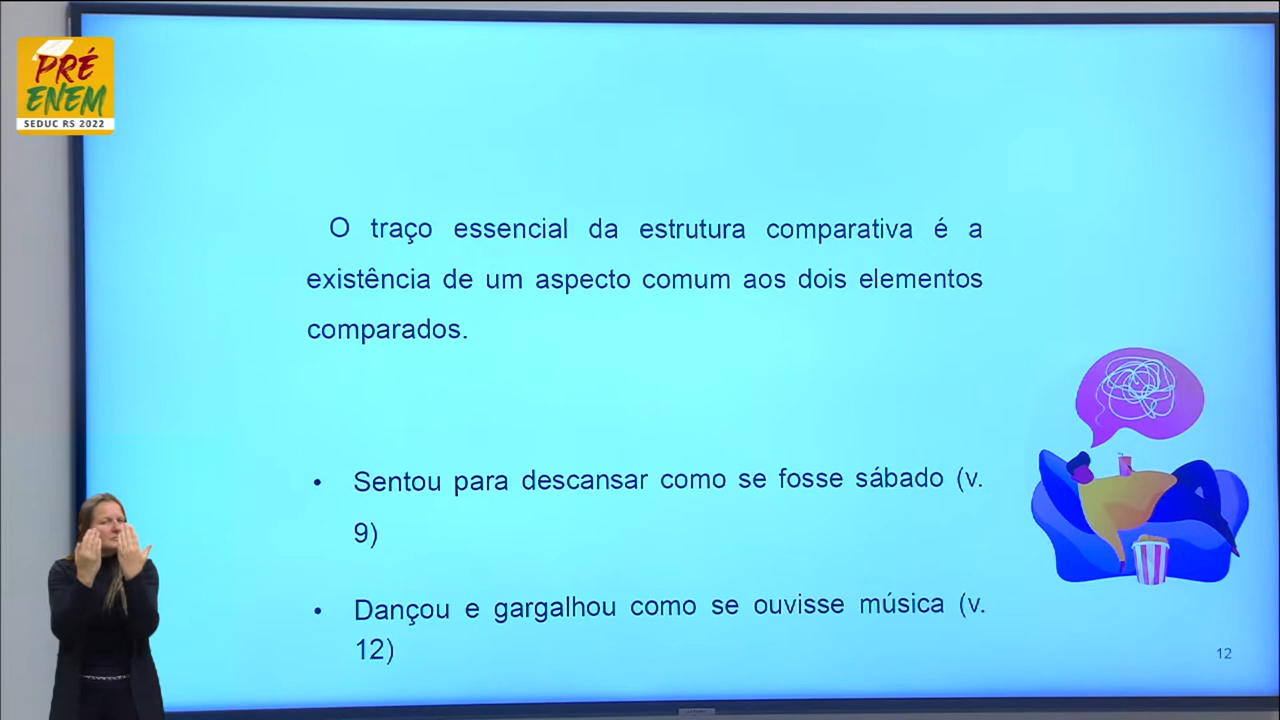 PRÉ
ENEM
SEDUC RS 2022
O traço essencial da estrutura comparativa é a
existência de um aspecto comum aos dois elementos
comparados.
• Sentou para descansar como se fosse sábado (v.
9)
• Dançou e gargalhou como se ouvisse música (v.
12)
12